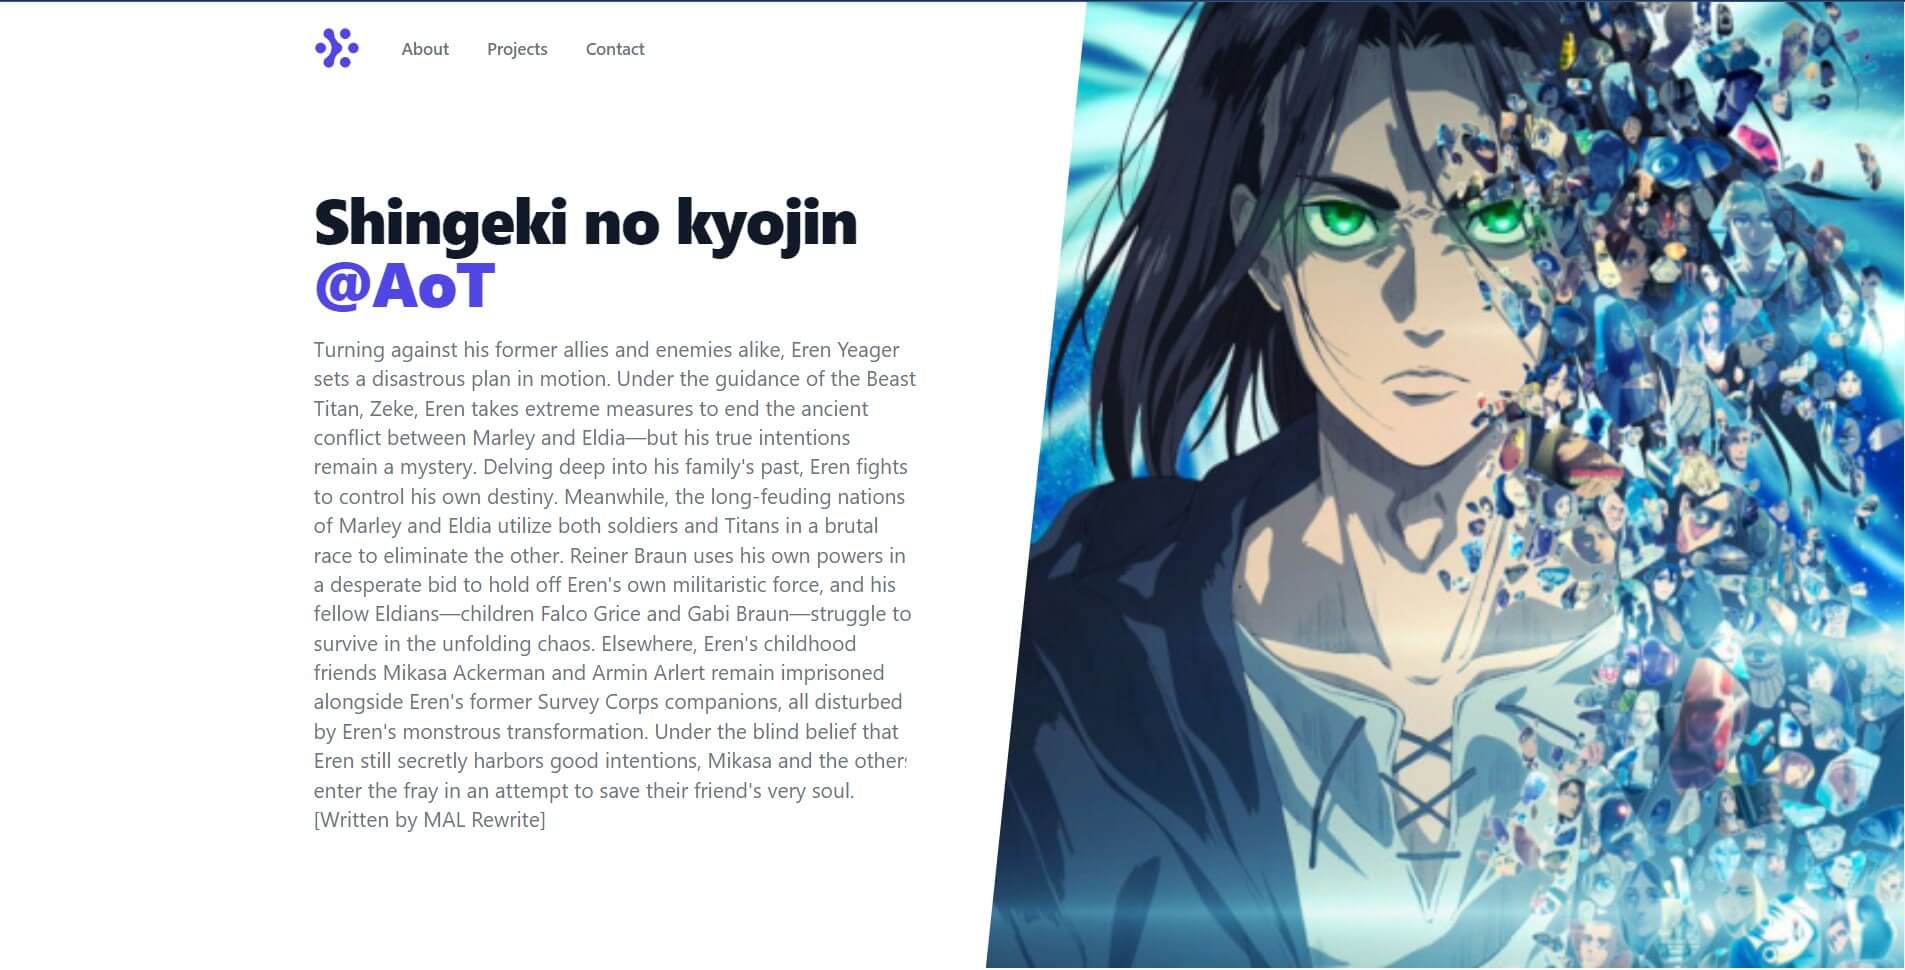 About Projects Contact
Shingeki no kyojin
@AoT
Turning against his former allies and enemies alike, Eren Yeager
sets a disastrous plan in motion. Under the guidance of the Beast
Titan, Zeke, Eren takes extreme measures to end the ancient
conflict between Marley and Eldia—but his true intentions
remain a mystery. Delving deep into his family's past, Eren fights
to control his own destiny. Meanwhile, the long-feuding nations
of Marley and Eldia utilize both soldiers and Titans in a brutal
race to eliminate the other. Reiner Braun uses his own powers in
a desperate bid to hold off Eren's own militaristic force, and his
fellow Eldians—children Falco Grice and Gabi Braun—struggle to
survive in the unfolding chaos. Elsewhere, Eren's childhood
friends Mikasa Ackerman and Armin Arlert remain imprisoned
alongside Eren's former Survey Corps companions, all disturbed
by Eren's monstrous transformation. Under the blind belief that
Eren still secretly harbors good intentions, Mikasa and the others
enter the fray in an attempt to save their friend's very soul.
[Written by MAL Rewrite]